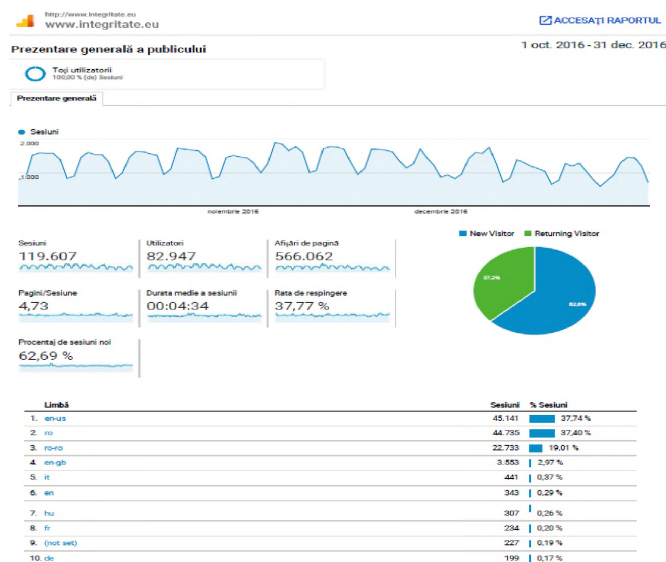 http://www.integritate.eu
www.integritate.eu
ACCESAȚI RAPORTUL
Prezentare generală a publicului
1 oct. 2016 - 31 dec. 2016
Toți utilizatorii
100,00 % (de) Sesiuni
Prezentare generală
Sesiuni
2.000
1.000
noiembrie 2016
decembrie 2016
Sesiuni
119.607
Utilizatori
82.947
Afișări de pagină
566.062
Pagini/Sesiune
4,73
Durata medie a sesiunii
00:04:34
Rata de respingere
37,77 %
Procentaj de sesiuni noi
62,69 %
New Visitor
Returning Visitor
37,2%
62,8%
Limbă Sesiuni % Sesiuni
1. en-us 45.141 37,74 %
2. ro 44.735 37,40 %
3. ro-ro 22.733 19,01 %
4. en-gb 3.553 2,97 %
5. it 441 0,37 %
6. en 343 0,29 %
7. hu 307 0,26 %
8. fr 234 0,20 %
9. (not set) 227 0,19 %
10. de 199 0,17 %